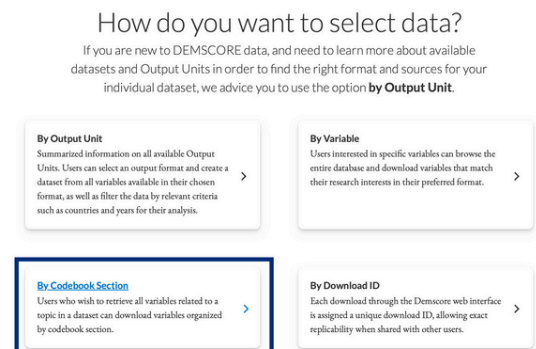 How do you want to select data?
If you are new to DEMSCORE data, and need to learn more about available
datasets and Output Units in order to find the right format and sources for your
individual dataset, we advice you to use the option by Output Unit.
By Output Unit
Summarized information on all available Output
Units. Users can select an output format and create a
dataset from all variables available in their chosen
format, as well as filter the data by relevant criteria
such as countries and years for their analysis.
By Variable
Users interested in specific variables can browse the
entire database and download variables that match
their research interests in their preferred format.
By Codebook Section
Users who wish to retrieve all variables related to a
topic in a dataset can download variables organized
by codebook section.
By Download ID
Each download through the Demscore web interface
is assigned a unique download ID, allowing exact
replicability when shared with other users.